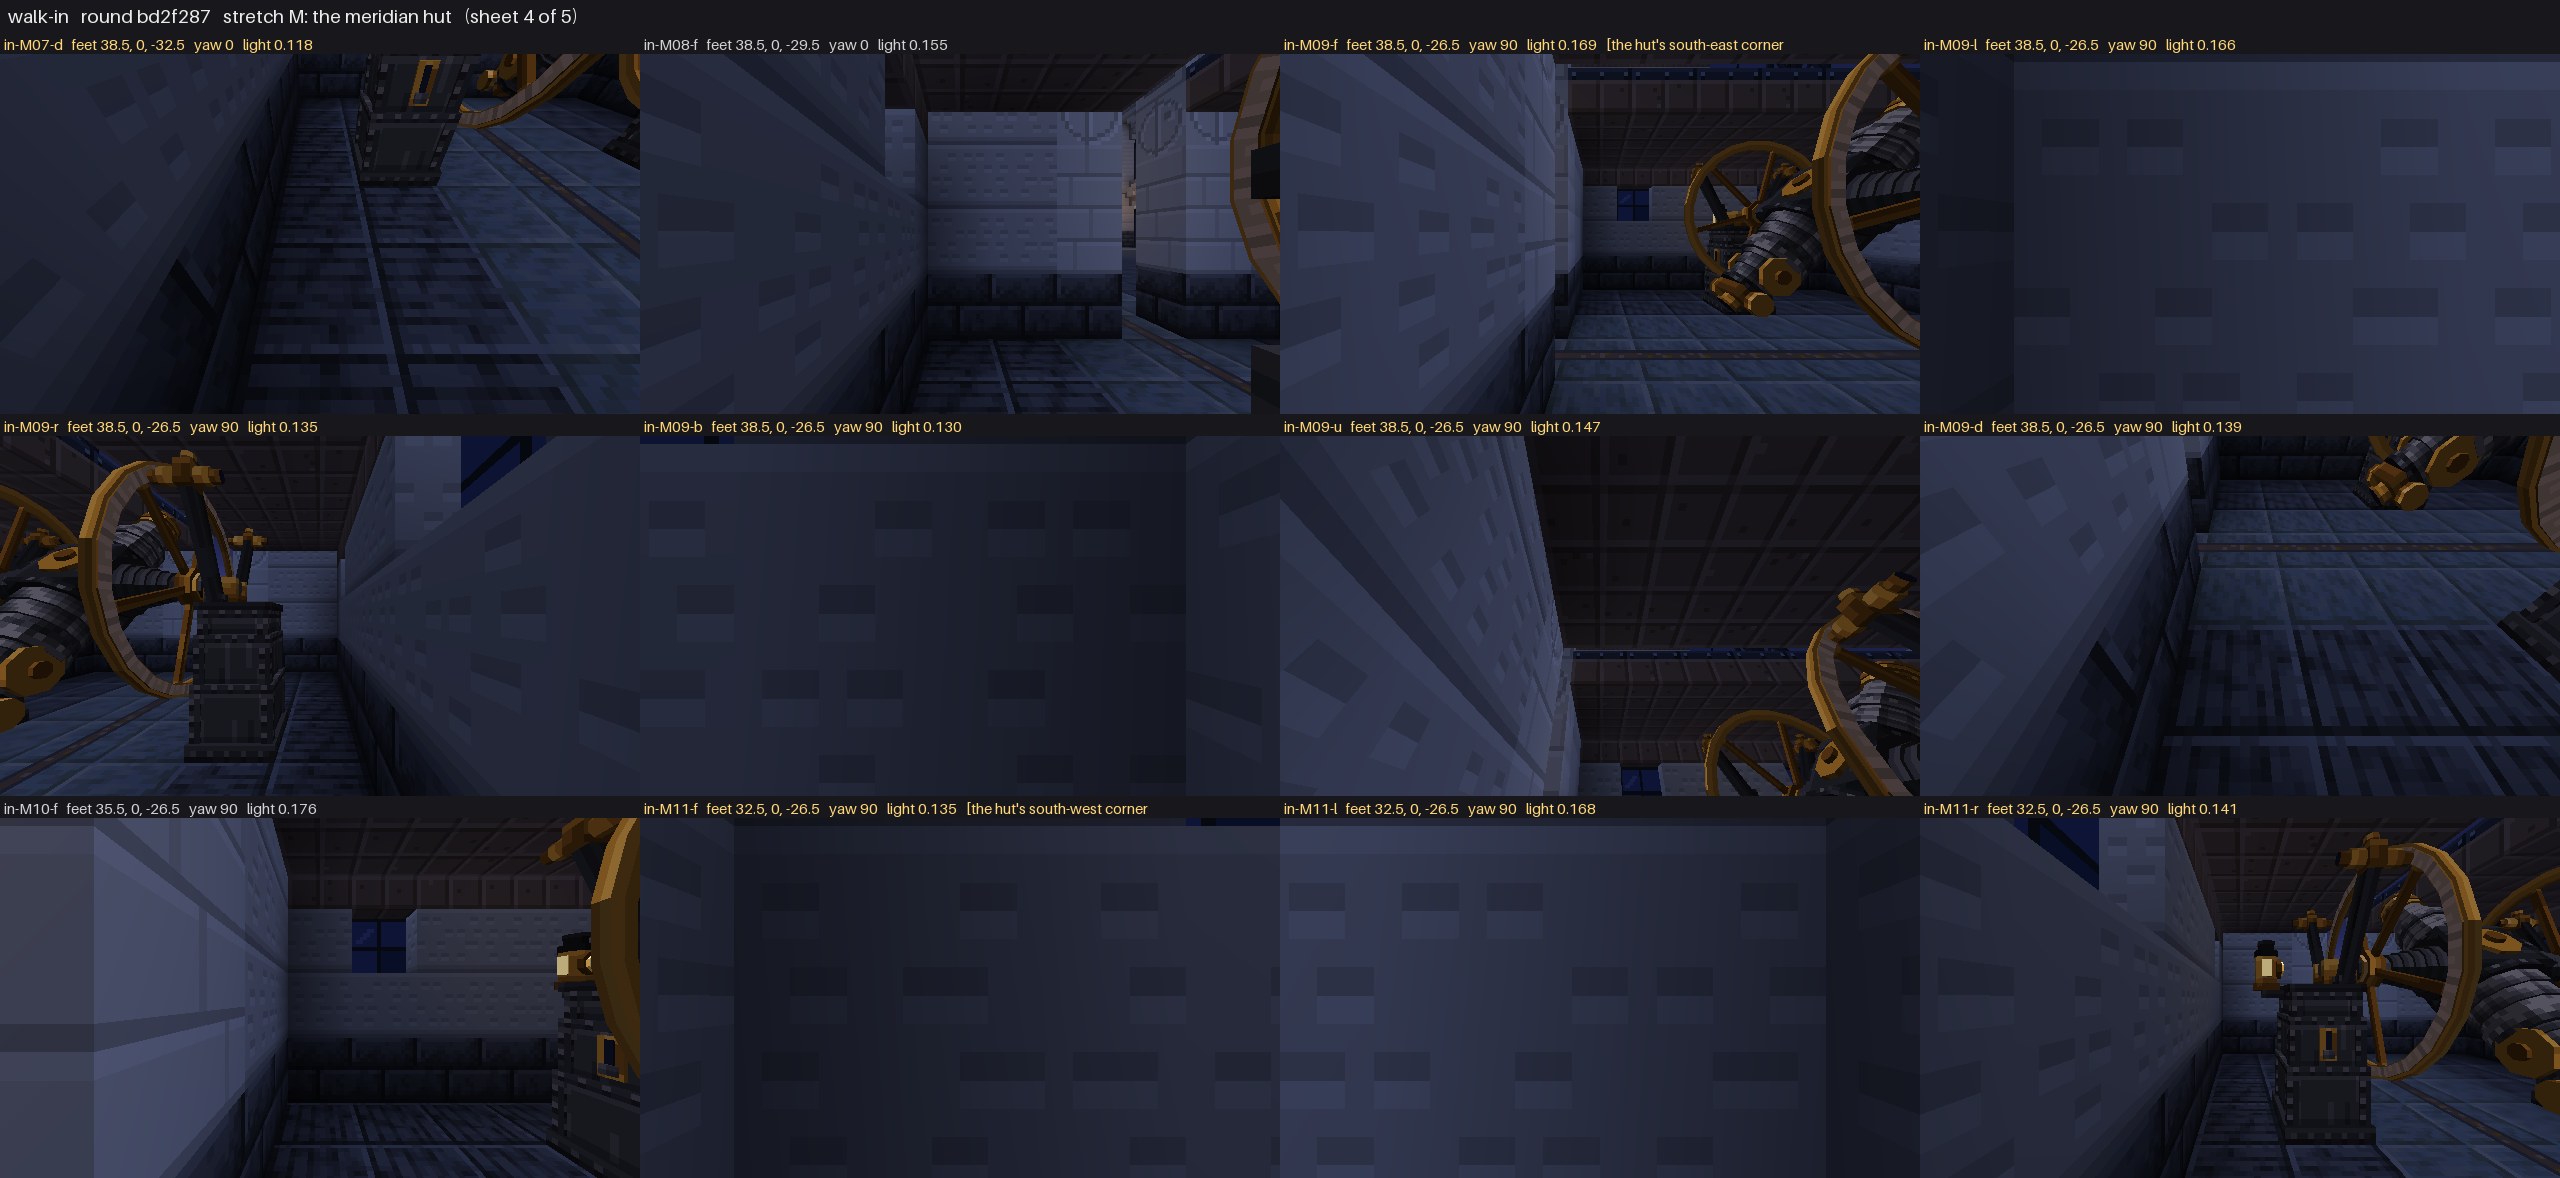 walk-in round bd2f287 stretch M: the meridian hut (sheet 4 of 5)
in-M07-d feet 38.5, 0, -32.5 yaw 0 light 0.118
in-M08-f feet 38.5, 0, -29.5 yaw 0 light 0.155
in-M09-f feet 38.5, 0, -26.5 yaw 90 light 0.169 [the hut's south-east corner
in-M09-l feet 38.5, 0, -26.5 yaw 90 light 0.166
in-M09-r feet 38.5, 0, -26.5 yaw 90 light 0.135
in-M09-b feet 38.5, 0, -26.5 yaw 90 light 0.130
in-M09-u feet 38.5, 0, -26.5 yaw 90 light 0.147
in-M09-d feet 38.5, 0, -26.5 yaw 90 light 0.139
in-M10-f feet 35.5, 0, -26.5 yaw 90 light 0.176
in-M11-f feet 32.5, 0, -26.5 yaw 90 light 0.135 [the hut's south-west corner
in-M11-l feet 32.5, 0, -26.5 yaw 90 light 0.168
in-M11-r feet 32.5, 0, -26.5 yaw 90 light 0.141